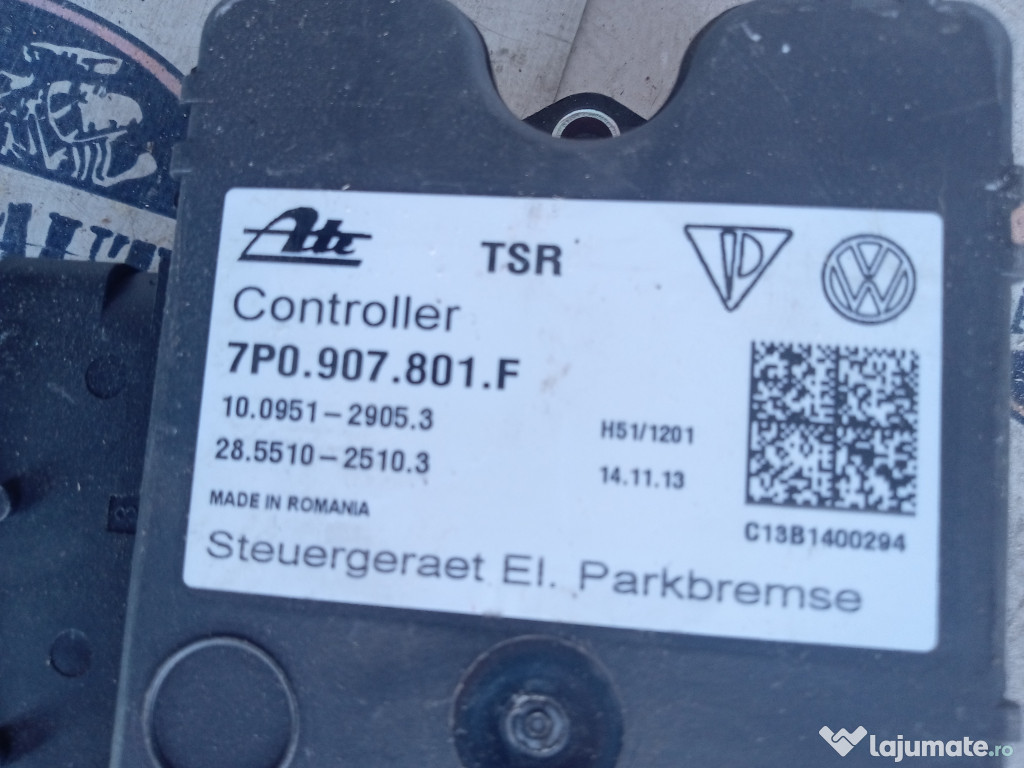 Ate
TSR
Controller
7P0.907.801.F
10.0951-2905.3
H51/1201
28.5510-2510.3
14.11.13
MADE IN ROMANIA
C13B1400294
Steuergeraet El. Parkbremse
lajumate.ro